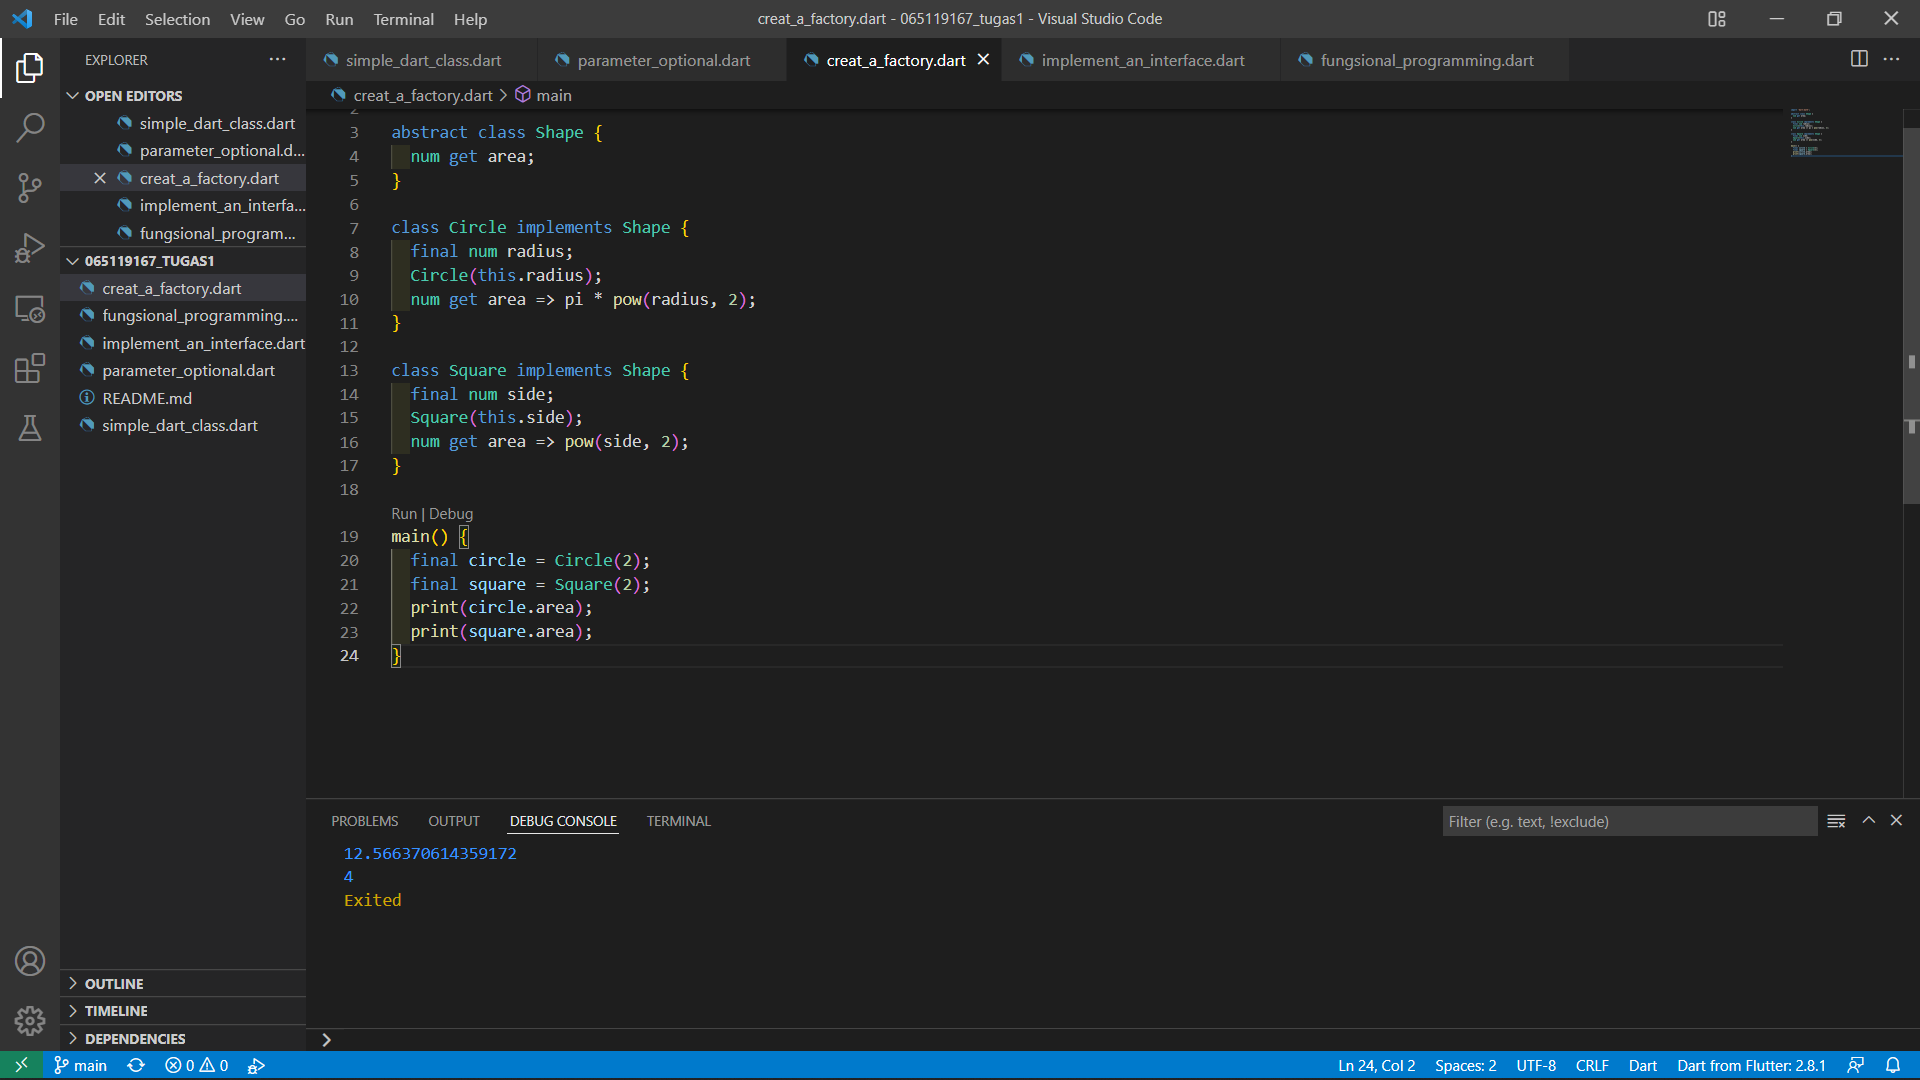 File Edit Selection View Go Run Terminal Help
creat_a_factory.dart - 065119167_tugas1 - Visual Studio Code
EXPLORER
OPEN EDITORS
simple_dart_class.dart
parameter_optional.d...
creat_a_factory.dart
implement_an_interfa...
fungsional_program...
065119167_TUGAS1
creat_a_factory.dart
fungsional_programming....
implement_an_interface.dart
parameter_optional.dart
README.md
simple_dart_class.dart
OUTLINE
TIMELINE
DEPENDENCIES
simple_dart_class.dart parameter_optional.dart creat_a_factory.dart implement_an_interface.dart fungsional_programming.dart
creat_a_factory.dart > main
2
3 abstract class Shape {
4 num get area;
5 }
6
7 class Circle implements Shape {
8 final num radius;
9 Circle(this.radius);
10 num get area => pi * pow(radius, 2);
11 }
12
13 class Square implements Shape {
14 final num side;
15 Square(this.side);
16 num get area => pow(side, 2);
17 }
18
Run | Debug
19 main() {
20 final circle = Circle(2);
21 final square = Square(2);
22 print(circle.area);
23 print(square.area);
24 }
PROBLEMS OUTPUT DEBUG CONSOLE TERMINAL
Filter (e.g. text, !exclude)
12.566370614359172
4
Exited
main 0 0 Ln 24, Col 2 Spaces: 2 UTF-8 CRLF Dart Dart from Flutter: 2.8.1